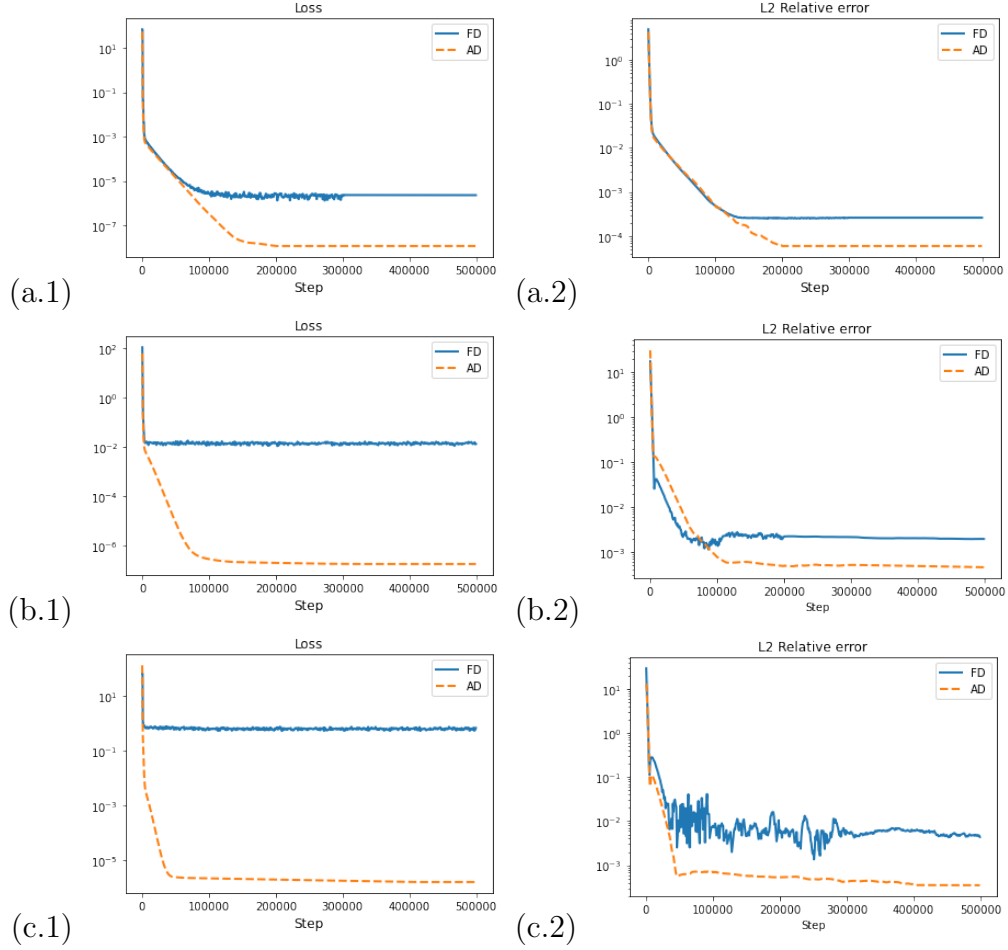 Loss
FD
AD
10^1
10^-1
10^-3
10^-5
10^-7
0 100000 200000 300000 400000 500000
Step
(a.1)
L2 Relative error
FD
AD
10^0
10^-1
10^-2
10^-3
10^-4
0 100000 200000 300000 400000 500000
Step
(a.2)
Loss
FD
AD
10^2
10^0
10^-2
10^-4
10^-6
0 100000 200000 300000 400000 500000
Step
(b.1)
L2 Relative error
FD
AD
10^1
10^0
10^-1
10^-2
10^-3
0 100000 200000 300000 400000 500000
Step
(b.2)
Loss
FD
AD
10^1
10^-1
10^-3
10^-5
0 100000 200000 300000 400000 500000
Step
(c.1)
L2 Relative error
FD
AD
10^1
10^0
10^-1
10^-2
10^-3
0 100000 200000 300000 400000 500000
Step
(c.2)